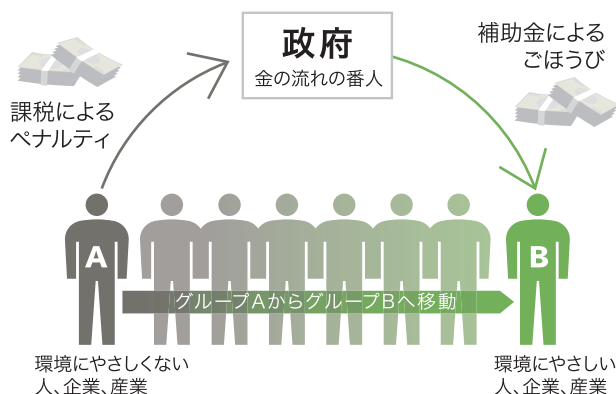 政府
金の流れの番人
課税による
ペナルティ
補助金による
ごほうび
A
B
グループAからグループBへ移動
環境にやさしくない
人、企業、産業
環境にやさしい
人、企業、産業